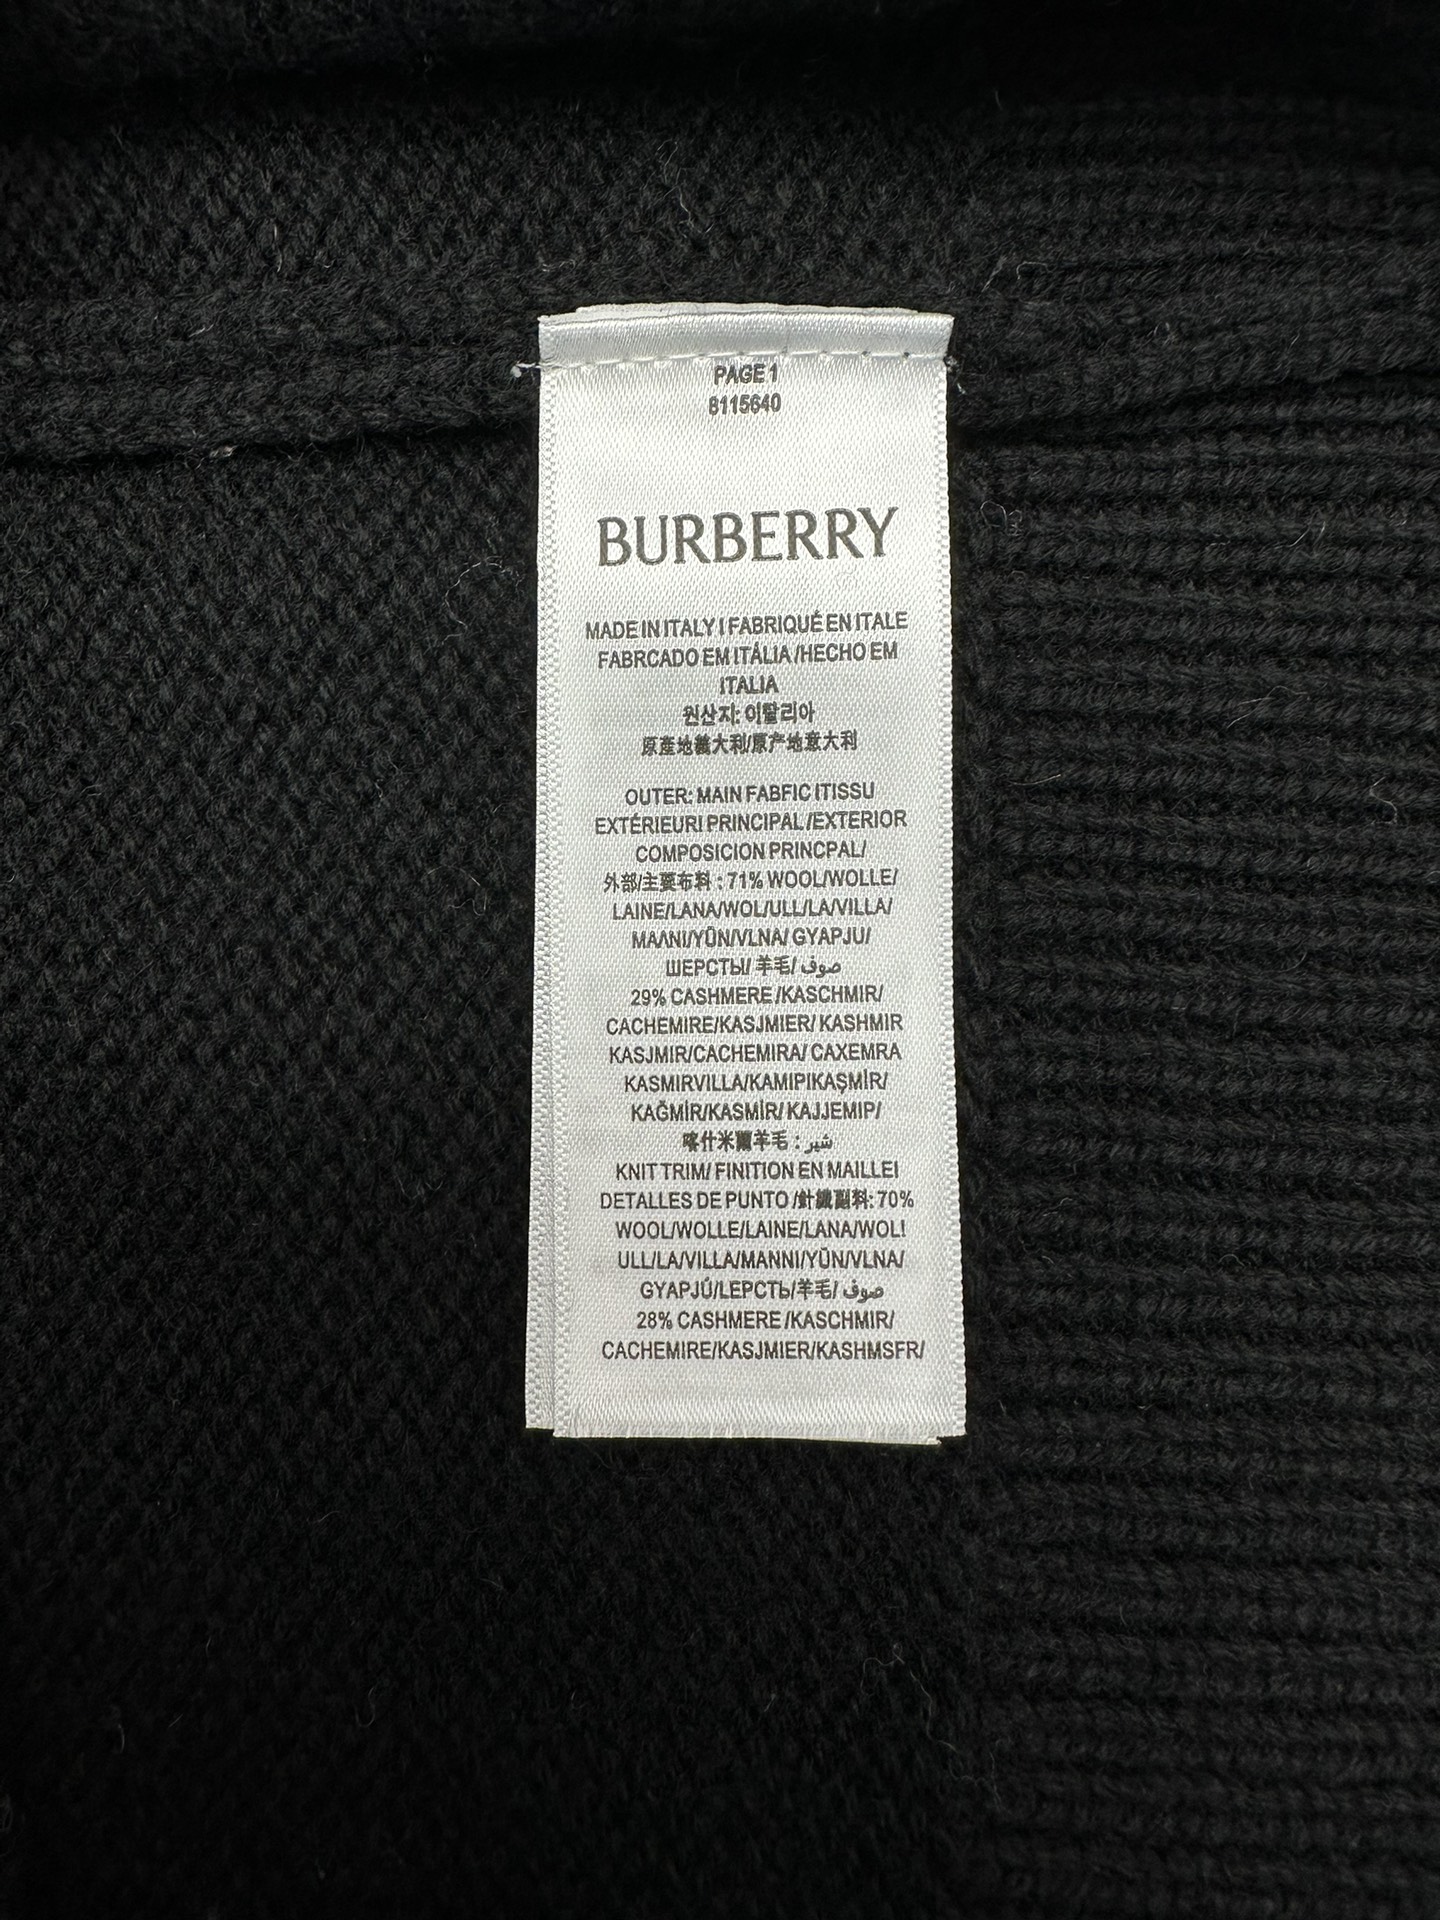 PAGE 1
8115640
BURBERRY
MADE IN ITALY I FABRIQUÉ EN ITALE
FABRCADO EM ITÁLIA /HECHO EM
ITALIA
원산지: 이탈리아
原產地義大利/原产地意大利
OUTER: MAIN FABFIC ITISSU
EXTÉRIEURI PRINCIPAL /EXTERIOR
COMPOSICION PRINCPAL/
外部/主要布料 : 71% WOOL/WOLLE/
LAINE/LANA/WOL/ULL/LA/VILLA/
MAΛNI/YŪN/VLNA/ GYAPJU/
ШЕРСТЫ/ 羊毛/ صوف
29% CASHMERE /KASCHMIR/
CACHEMIRE/KASJMIER/ KASHMIR
KASJMIR/CACHEMIRA/ CAXEMRA
KASMIRVILLA/KAMIPIKAŞMİR/
KAĞMİR/KASMİR/ KAJJEMIP/
喀什米爾羊毛 : شير
KNIT TRIM/ FINITION EN MAILLEI
DETALLES DE PUNTO /針織副料: 70%
WOOL/WOLLE/LAINE/LANA/WOL!
ULL/LA/VILLA/MANNI/YŪN/VLNA/
GYAPJÚ/LEPCTЬ/羊毛/ صوف
28% CASHMERE /KASCHMIR/
CACHEMIRE/KASJMIER/KASHMSFR/